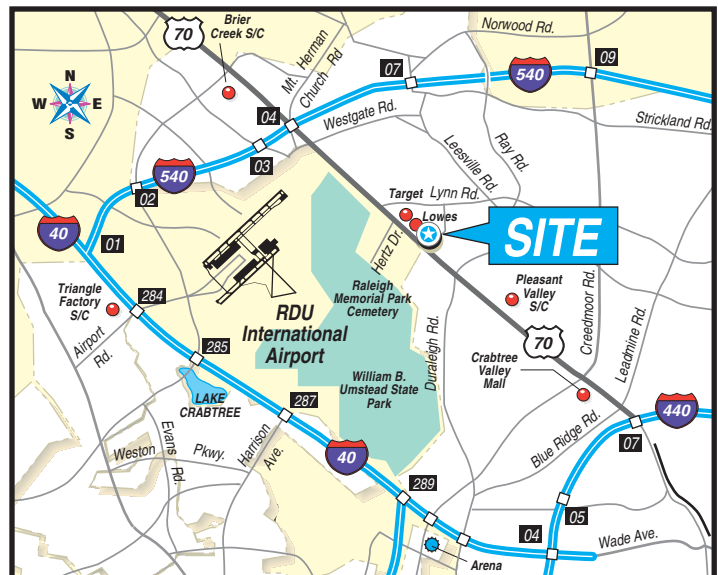 Brier
Creek S/C
70
Mt. Herman
Church Rd
07
540
09
Norwood Rd.
N
W E
S
04
Westgate Rd.
Strickland Rd.
03
540
02
Leesville Rd.
Ray Rd.
Target
Lynn Rd.
Lowes
SITE
40
01
Hertz Dr.
Triangle
Factory
S/C
284
Airport
Rd.
RDU
International
Airport
Raleigh
Memorial Park
Cemetery
Pleasant
Valley
S/C
Creedmoor Rd.
Leadmine Rd.
70
Duraleigh Rd.
285
LAKE
CRABTREE
William B.
Umstead State
Park
Crabtree
Valley
Mall
287
440
07
Blue Ridge Rd.
Weston Pkwy.
Evans Rd.
Harrison
Ave.
40
289
05
04
Wade Ave.
Arena